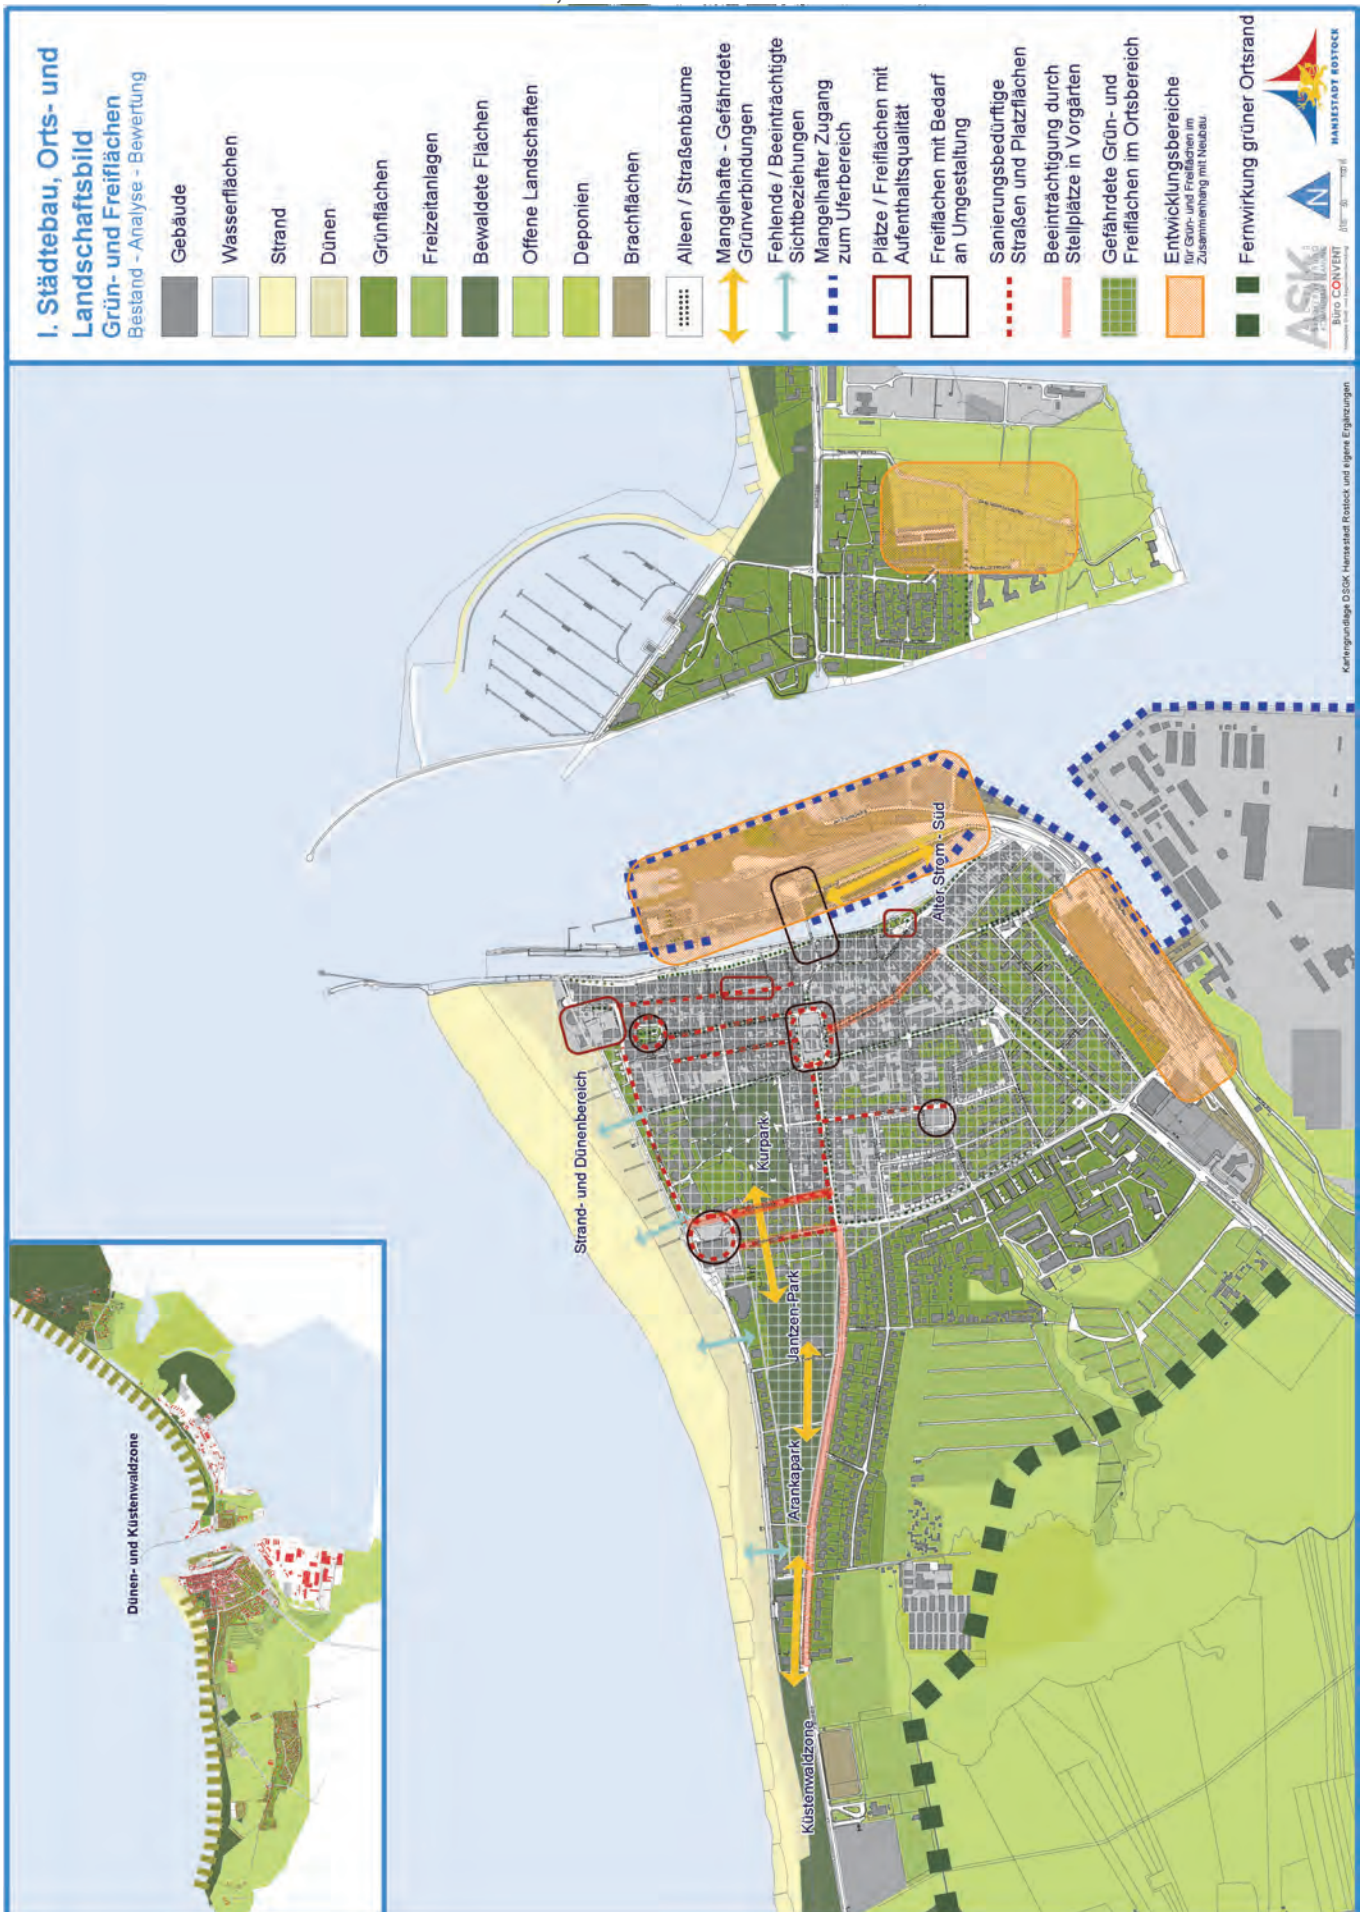 I. Städtebau, Orts- und
Landschaftsbild
Grün- und Freiflächen
Bestand - Analyse - Bewertung
Gebäude
Wasserflächen
Strand
Dünen
Grünflächen
Freizeitanlagen
Bewaldete Flächen
Offene Landschaften
Deponien
Brachflächen
Alleen / Straßenbäume
Mangelhafte - Gefährdete
Grünverbindungen
Fehlende / Beeinträchtigte
Sichtbeziehungen
Mangelhafter Zugang
zum Uferbereich
Plätze / Freiflächen mit
Aufenthaltsqualität
Freiflächen mit Bedarf
an Umgestaltung
Sanierungsbedürftige
Straßen und Platzflächen
Beeinträchtigung durch
Stellplätze in Vorgärten
Gefährdete Grün- und
Freiflächen im Ortsbereich
Entwicklungsbereiche
für Grün- und Freiflächen im
Zusammenhang mit Neubau.
Fernwirkung grüner Ortsrand
ASK
Büro CONVENT
N
HANSESTADT ROSTOCK
Dünen- und Küstenwaldzone
Strand- und Dünenbereich
Kurpark
Jantzen-Park
Arankapark
Küstenwaldzone
Alter Strom - Süd
Kartengrundlage DSGK Hansestadt Rostock und eigene Ergänzungen